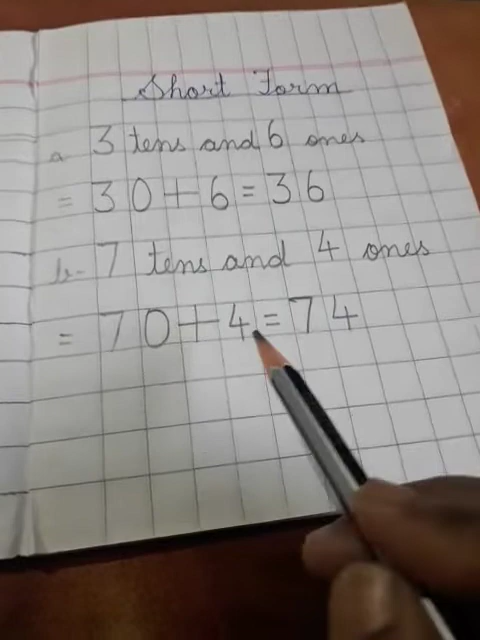 Short Form
a. 3 tens and 6 ones
= 30+6=36
b- 7 tens and 4 ones
= 70+4=74